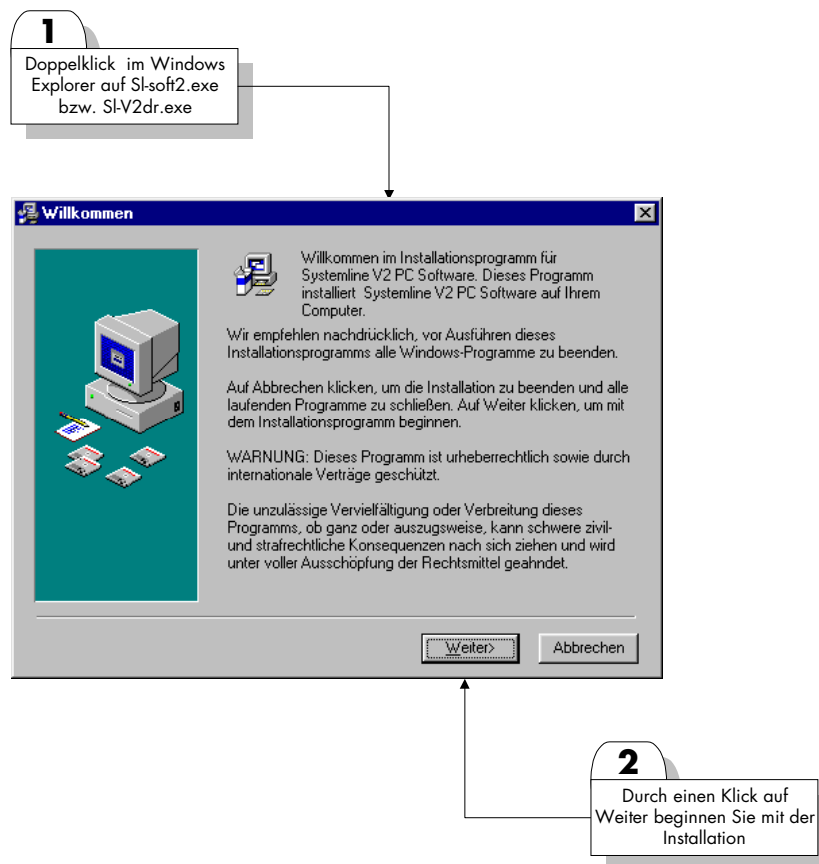 1
Doppelklick im Windows
Explorer auf Sl-soft2.exe
bzw. Sl-V2dr.exe
Willkommen
Willkommen im Installationsprogramm für
Systemline V2 PC Software. Dieses Programm
installiert Systemline V2 PC Software auf Ihrem
Computer.
Wir empfehlen nachdrücklich, vor Ausführen dieses
Installationsprogramms alle Windows-Programme zu beenden.
Auf Abbrechen klicken, um die Installation zu beenden und alle
laufenden Programme zu schließen. Auf Weiter klicken, um mit
dem Installationsprogramm beginnen.
WARNUNG: Dieses Programm ist urheberrechtlich sowie durch
internationale Verträge geschützt.
Die unzulässige Vervielfältigung oder Verbreitung dieses
Programms, ob ganz oder auszugsweise, kann schwere zivil-
und strafrechtliche Konsequenzen nach sich ziehen und wird
unter voller Ausschöpfung der Rechtsmittel geahndet.
Weiter>
Abbrechen
2
Durch einen Klick auf
Weiter beginnen Sie mit der
Installation